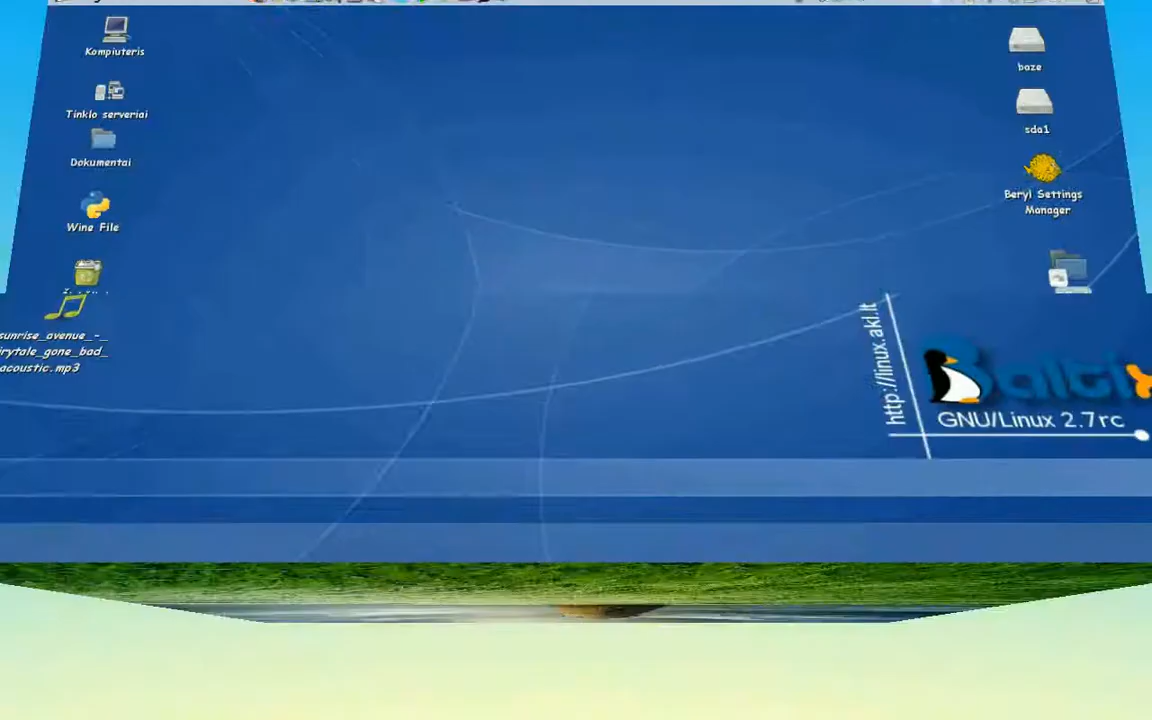 Kompiuteris
Tinklo serveriai
Dokumentai
Wine File
sunrise_avenue_-_
irytale_gone_bad_
acoustic.mp3
baze
sda1
Beryl Settings
Manager
http://linux.akl.lt
Baltix
GNU/Linux 2.7rc